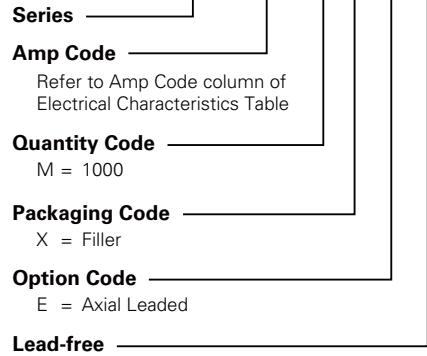 Series
Amp Code
Refer to Amp Code column of
Electrical Characteristics Table
Quantity Code
M = 1000
Packaging Code
X = Filler
Option Code
E = Axial Leaded
Lead-free